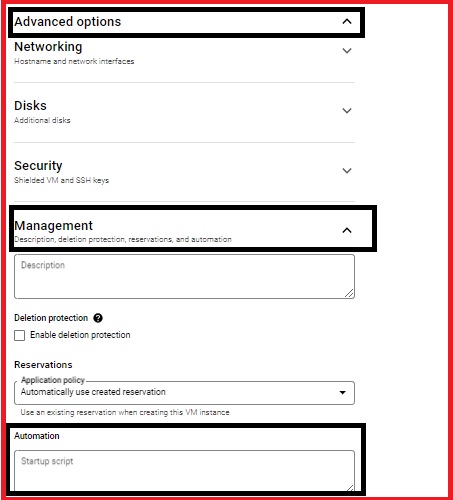 Advanced options
Networking
Hostname and network interfaces
Disks
Additional disks
Security
Shielded VM and SSH keys
Management
Description, deletion protection, reservations, and automation
Description
Deletion protection ?
Enable deletion protection
Reservations
Application policy
Automatically use created reservation
Use an existing reservation when creating this VM instance
Automation
Startup script